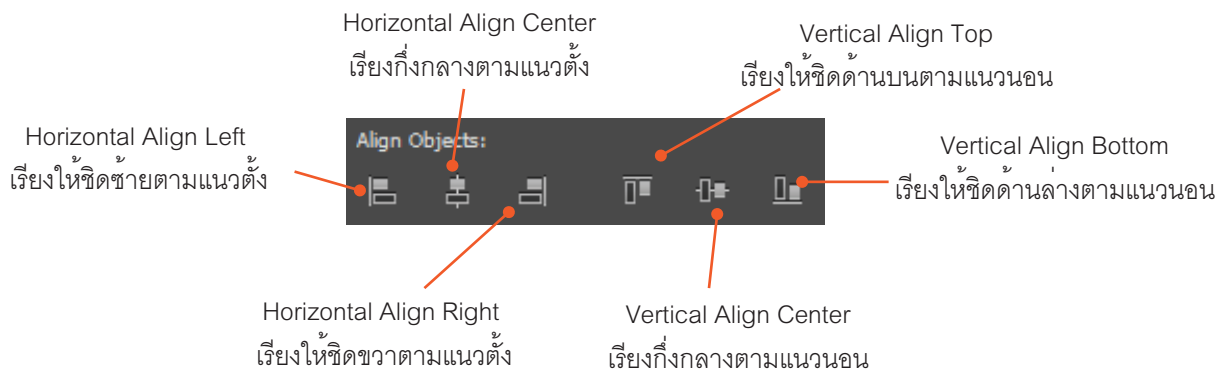 Horizontal Align Center
เรียงกึ่งกลางตามแนวตั้ง
Vertical Align Top
เรียงให้ชิดด้านบนตามแนวนอน
Horizontal Align Left
เรียงให้ชิดซ้ายตามแนวตั้ง
Align Objects:
Vertical Align Bottom
เรียงให้ชิดด้านล่างตามแนวนอน
Horizontal Align Right
เรียงให้ชิดขวาตามแนวตั้ง
Vertical Align Center
เรียงกึ่งกลางตามแนวนอน